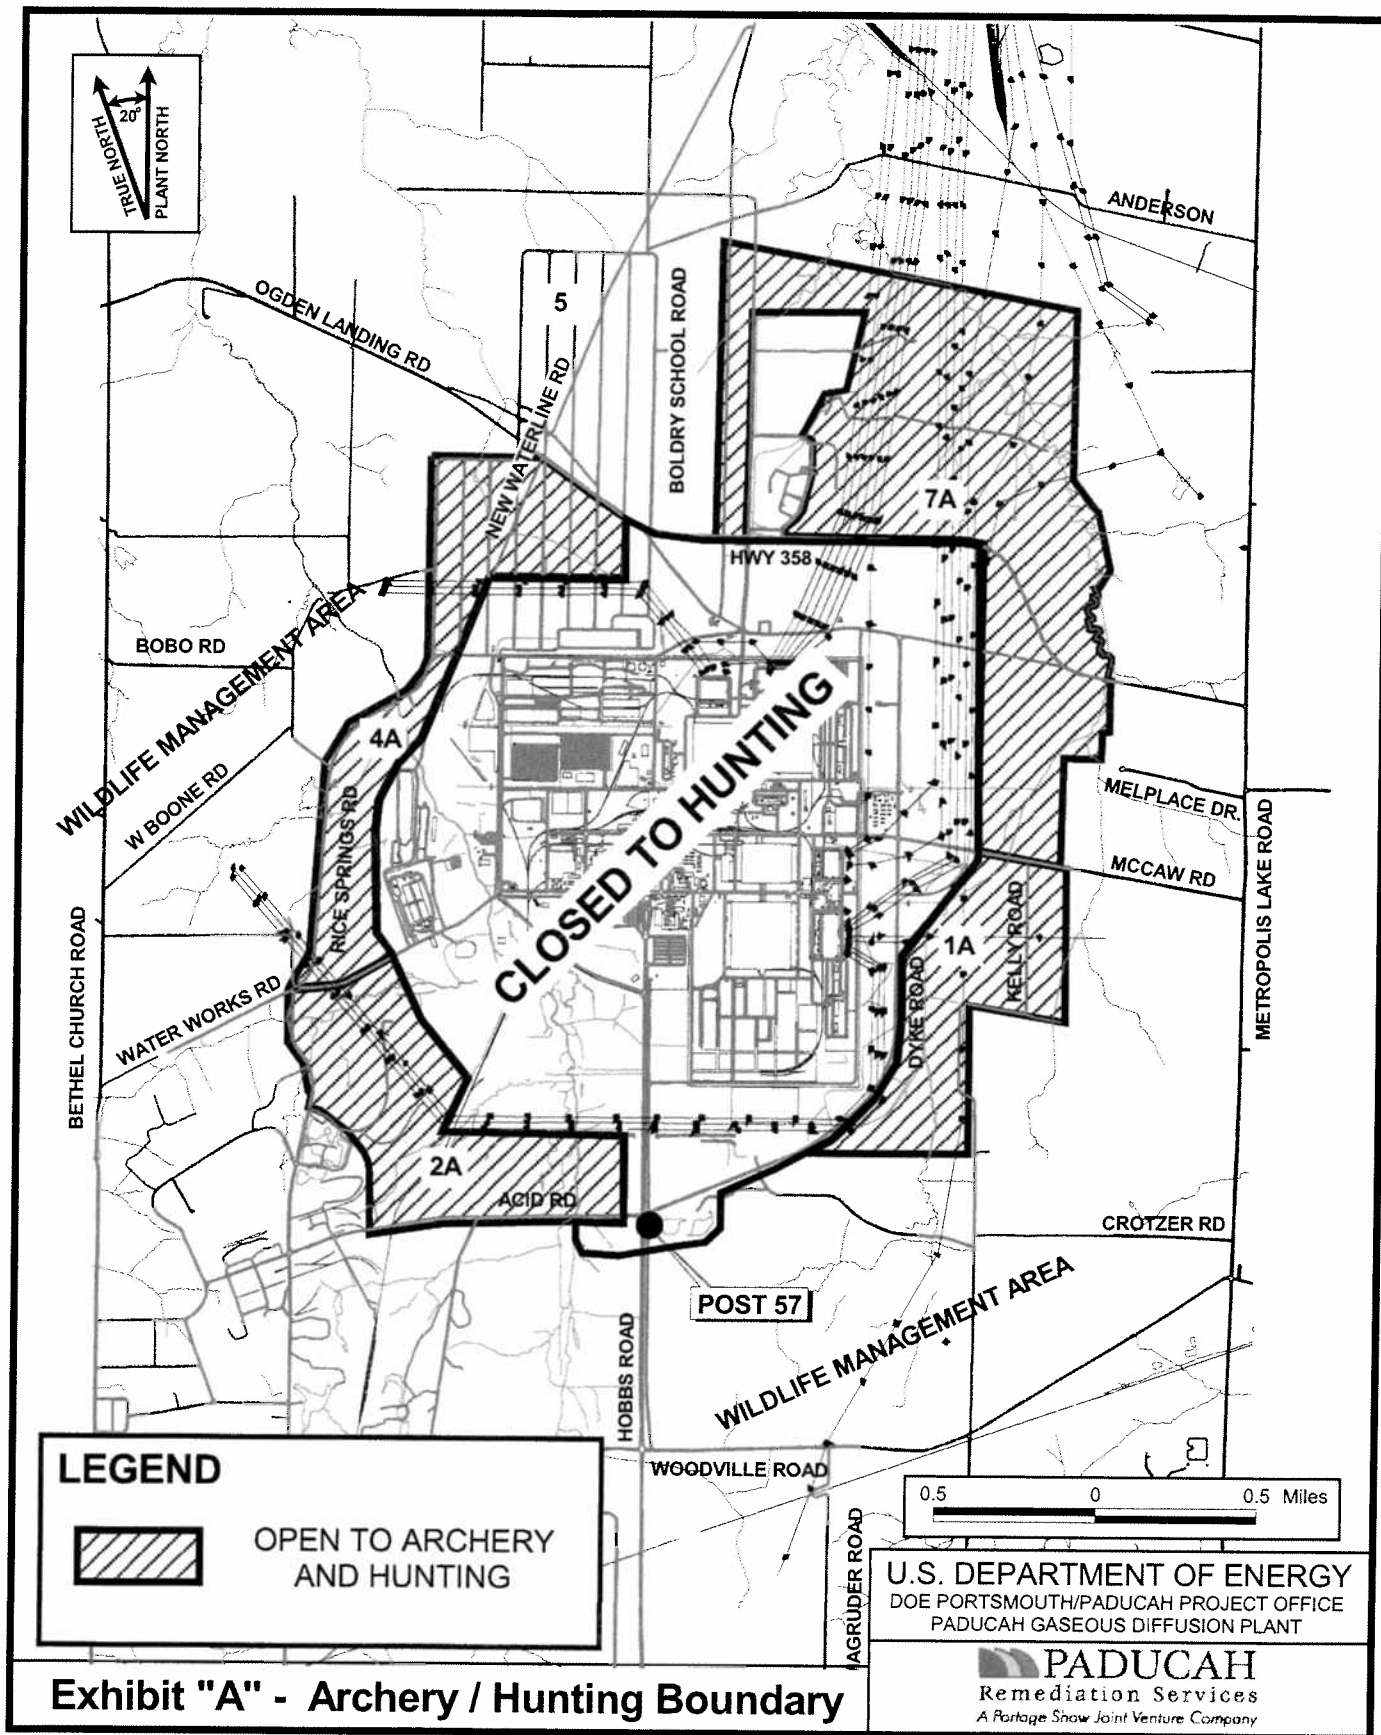 20°
TRUE NORTH
PLANT NORTH
ANDERSON
OGDEN LANDING RD
5
NEW WATERLINE RD
BOLDRY SCHOOL ROAD
7A
HWY 358
WILDLIFE MANAGEMENT AREA
BOBO RD
4A
W BOONE RD
RICE SPRINGS RD
CLOSED TO HUNTING
MELPLACE DR.
MCCAW RD
METROPOLIS LAKE ROAD
BETHEL CHURCH ROAD
WATER WORKS RD
1A
KELLY ROAD
DYKE ROAD
2A
ACID RD
CROTZER RD
POST 57
WILDLIFE MANAGEMENT AREA
HOBBS ROAD
WOODVILLE ROAD
AGRUDER ROAD
LEGEND
OPEN TO ARCHERY
AND HUNTING
0.5 0 0.5 Miles
U.S. DEPARTMENT OF ENERGY
DOE PORTSMOUTH/PADUCAH PROJECT OFFICE
PADUCAH GASEOUS DIFFUSION PLANT
PADUCAH
Remediation Services
A Portage Shaw Joint Venture Company
Exhibit "A" - Archery / Hunting Boundary